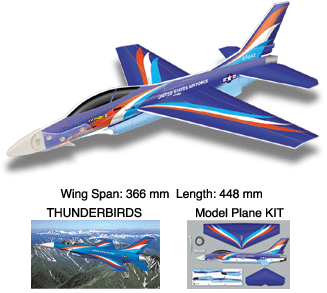 UNITED STATES AIR FORCE
Wing Span: 366 mm Length: 448 mm
THUNDERBIRDS
Model Plane KIT